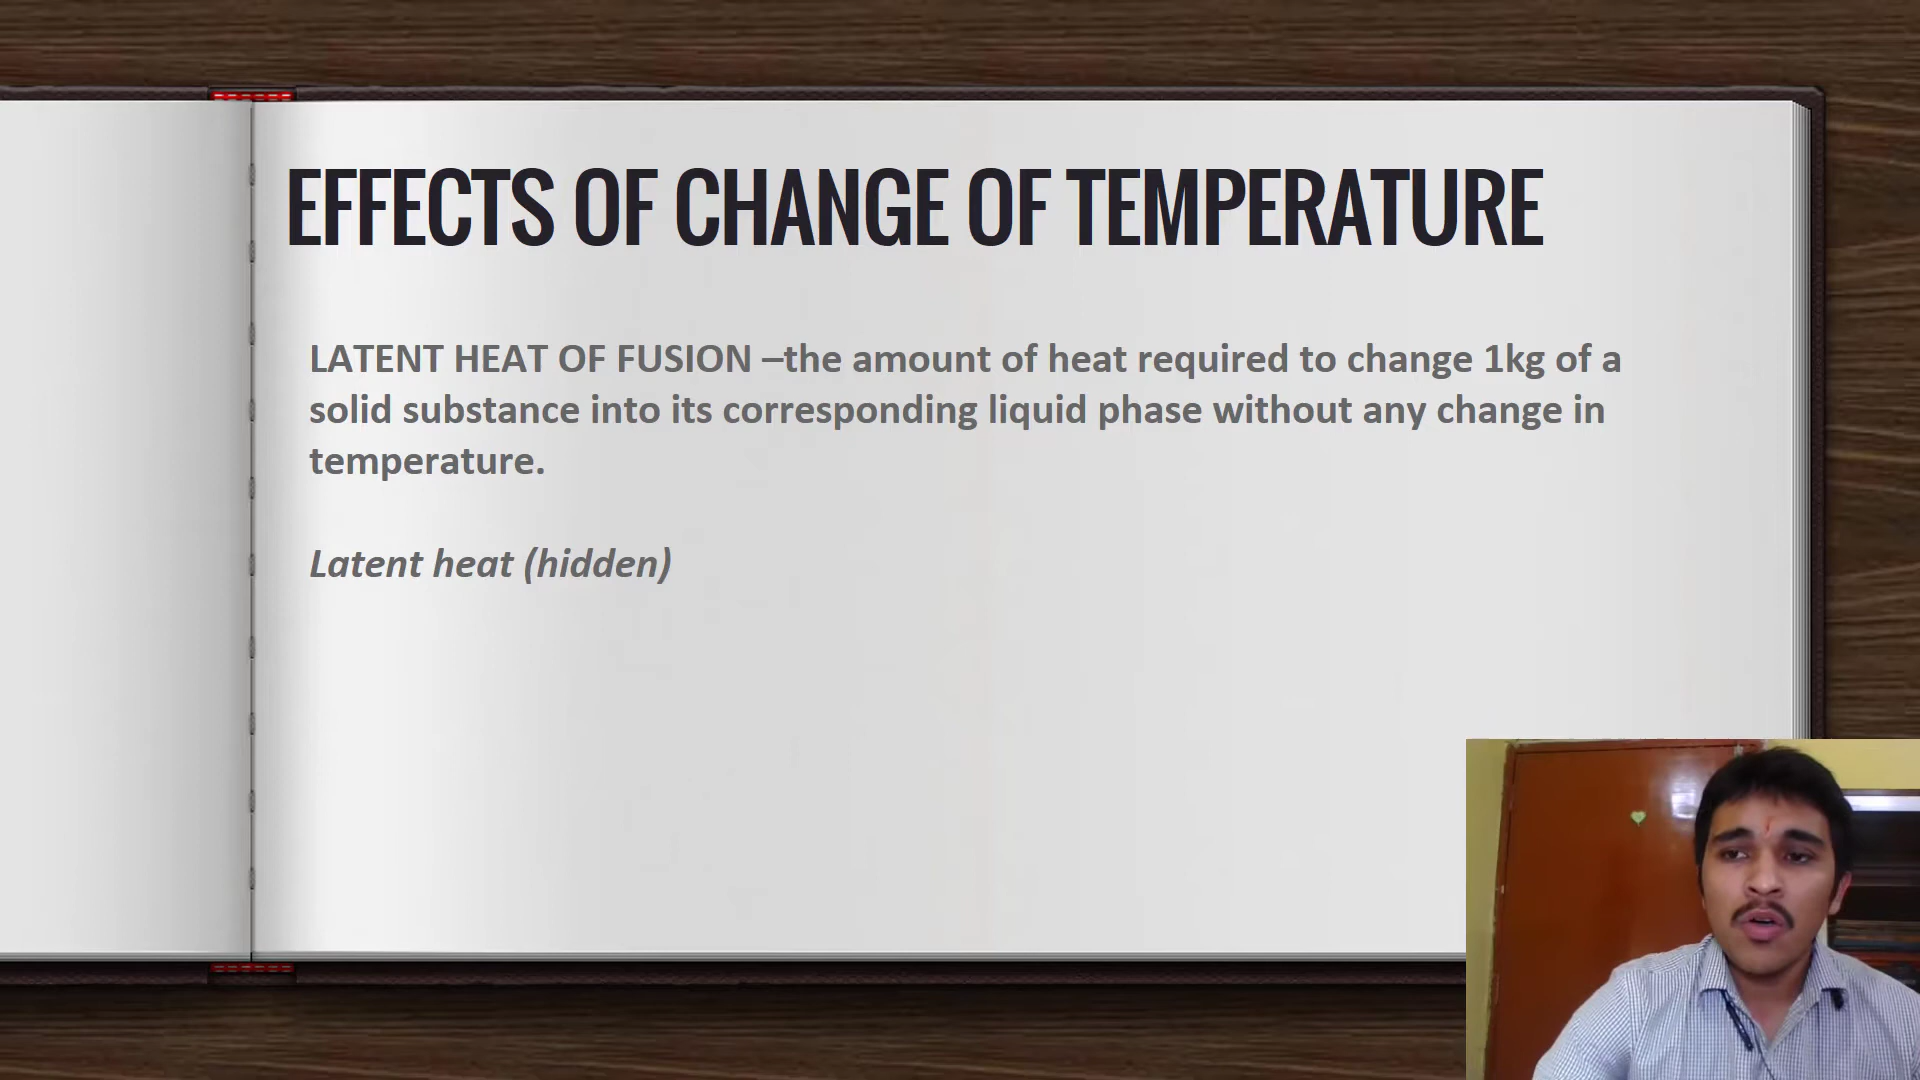 EFFECTS OF CHANGE OF TEMPERATURE
LATENT HEAT OF FUSION –the amount of heat required to change 1kg of a
solid substance into its corresponding liquid phase without any change in
temperature.
Latent heat (hidden)